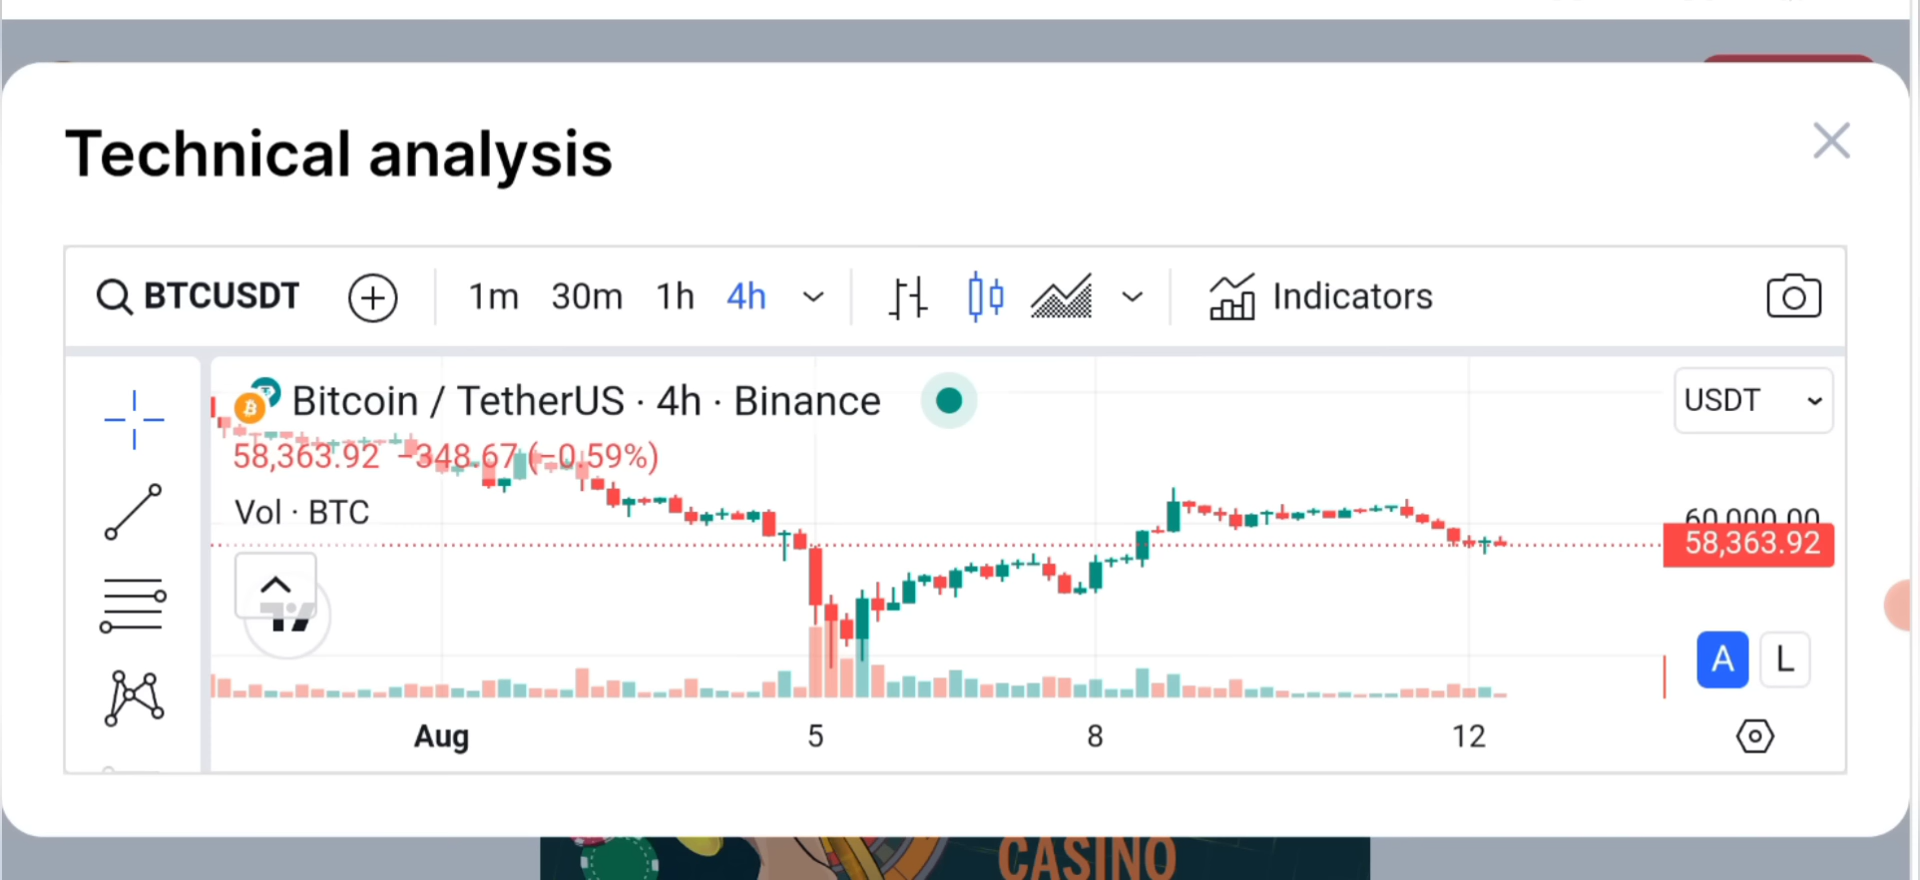 Technical analysis
BTCUSDT
1m 30m 1h 4h
Indicators
Bitcoin / TetherUS · 4h · Binance
USDT
58,363.92 −348.67 (−0.59%)
Vol · BTC
60,000.00
58,363.92
A L
Aug 5 8 12
CASINO